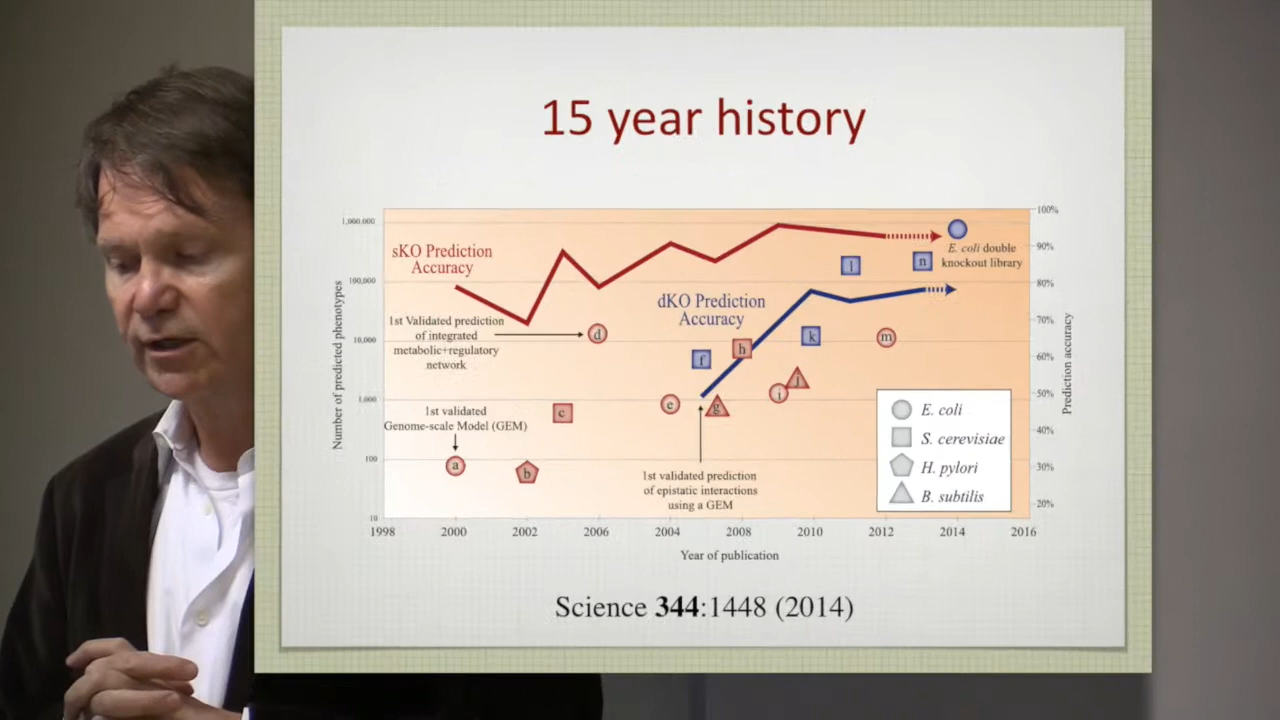 15 year history
1,000,000
100,000
10,000
1,000
100
10
Number of predicted phenotypes
100%
90%
80%
70%
60%
50%
40%
30%
20%
Prediction accuracy
sKO Prediction
Accuracy
dKO Prediction
Accuracy
E. coli double
knockout library
1st Validated prediction
of integrated
metabolic+regulatory
network
1st validated
Genome-scale Model (GEM)
1st validated prediction
of epistatic interactions
using a GEM
a
b
c
d
e
f
g
h
i
j
k
l
m
n
E. coli
S. cerevisiae
H. pylori
B. subtilis
1998 2000 2002 2006 2004 2008 2010 2012 2014 2016
Year of publication
Science 344:1448 (2014)